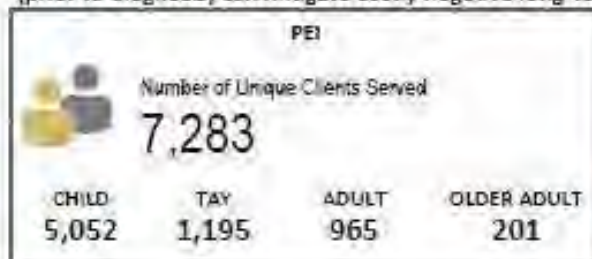 PEI
Number of Unique Clients Served
7,283
CHILD TAY ADULT OLDER ADULT
5,052 1,195 965 201